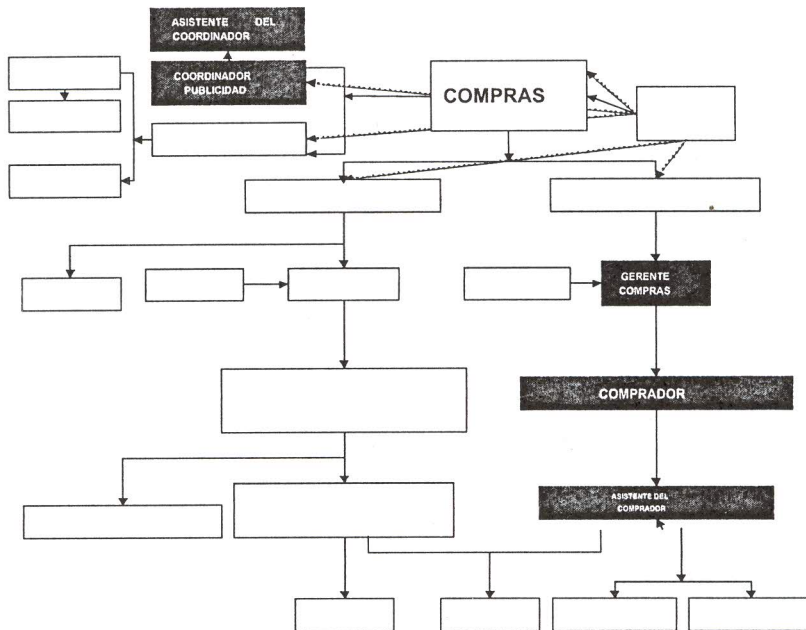 ASISTENTE DEL
COORDINADOR
COORDINADOR
PUBLICIDAD
COMPRAS
GERENTE
COMPRAS
COMPRADOR
ASISTENTE DEL
COMPRADOR